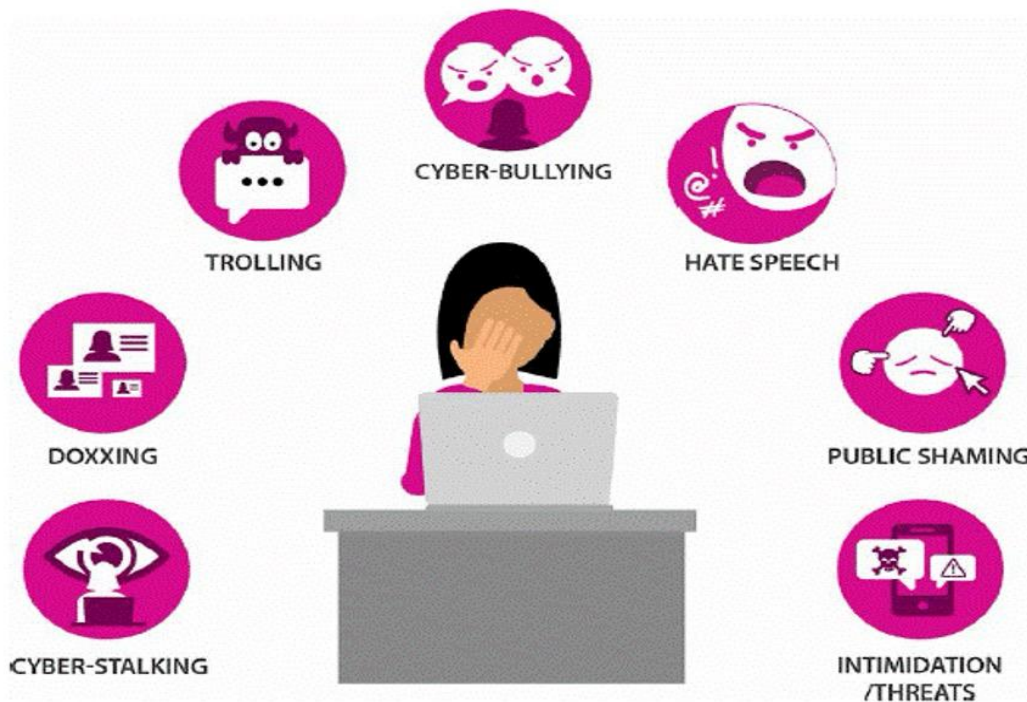 CYBER-BULLYING
TROLLING
HATE SPEECH
DOXXING
PUBLIC SHAMING
CYBER-STALKING
INTIMIDATION
/THREATS